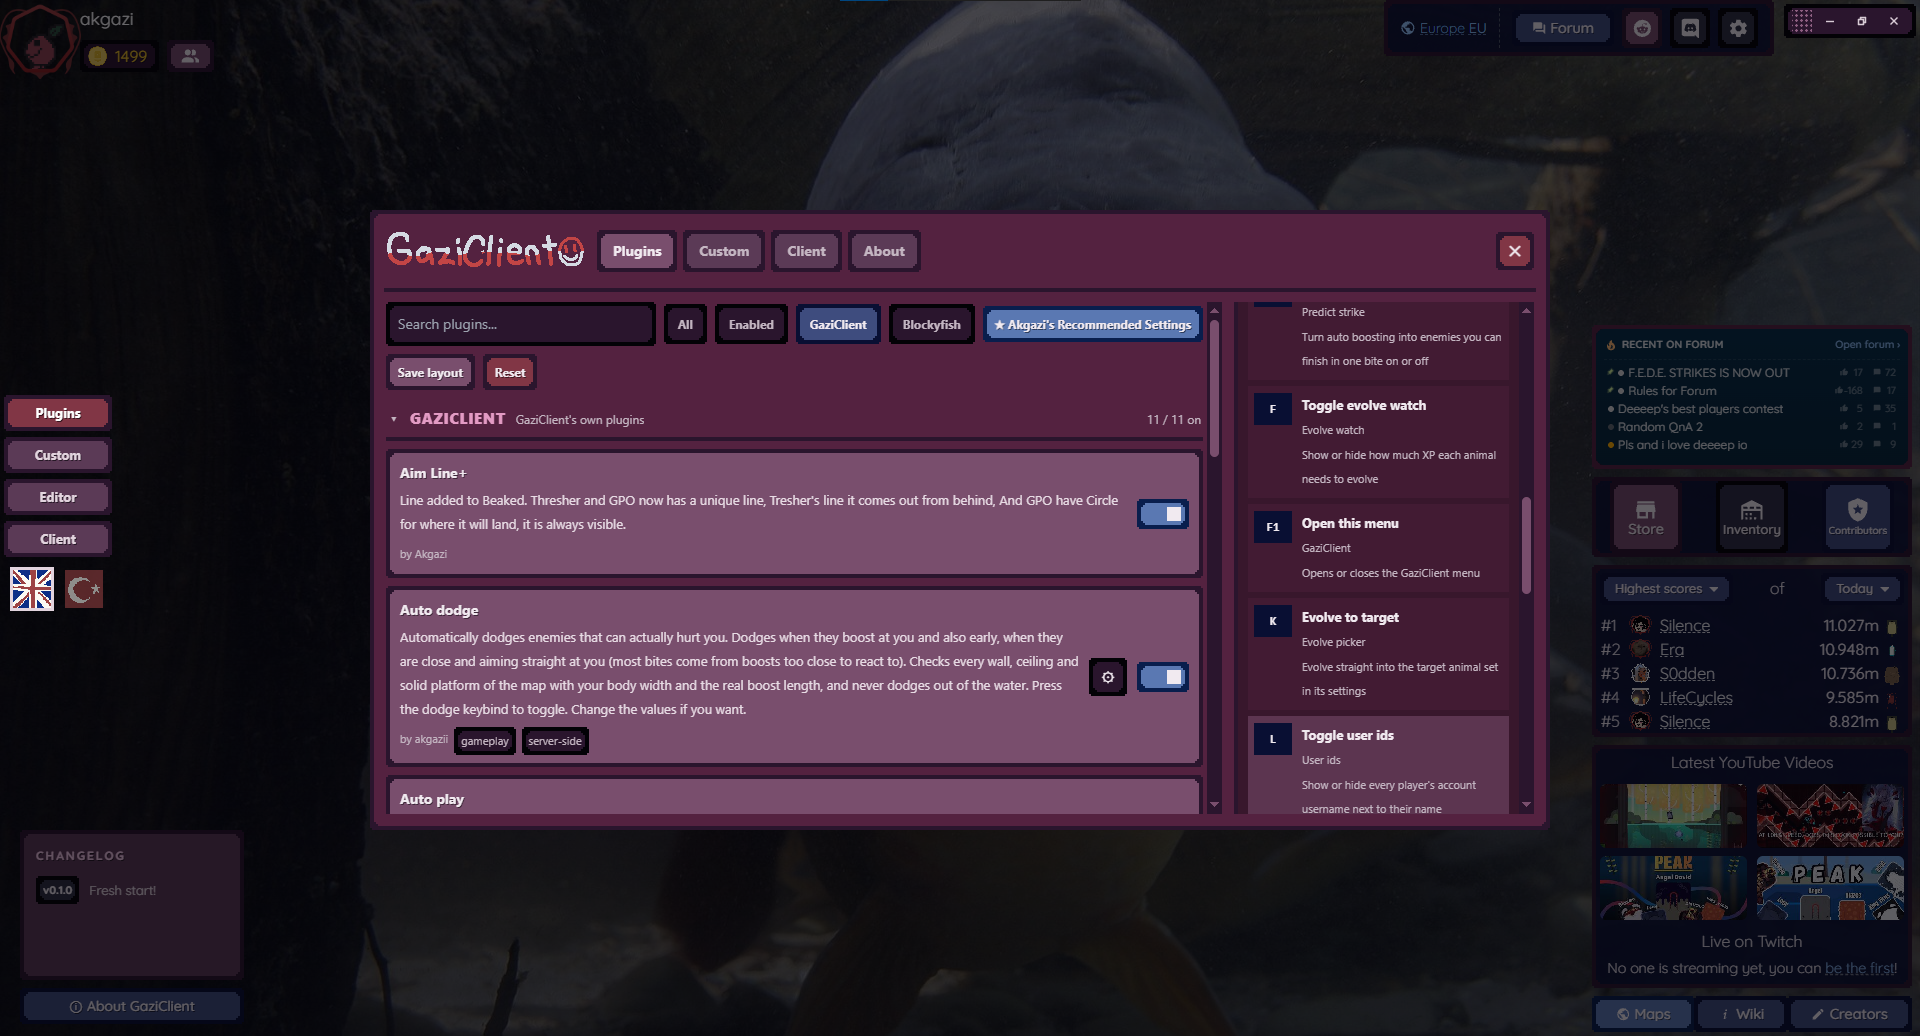 akgazi
1499
Europe EU
Forum
GaziClient
Plugins
Custom
Client
About
Search plugins...
All
Enabled
GaziClient
Blockyfish
★ Akgazi's Recommended Settings
Save layout
Reset
GAZICLIENT
GaziClient's own plugins
11 / 11 on
Aim Line+
Line added to Beaked. Thresher and GPO now has a unique line, Tresher's line it comes out from behind, And GPO have Circle
for where it will land, it is always visible.
by Akgazi
Auto dodge
Automatically dodges enemies that can actually hurt you. Dodges when they boost at you and also early, when they
are close and aiming straight at you (most bites come from boosts too close to react to). Checks every wall, ceiling and
solid platform of the map with your body width and the real boost length, and never dodges out of the water. Press
the dodge keybind to toggle. Change the values if you want.
by akgazii
gameplay
server-side
Auto play
Predict strike
Turn auto boosting into enemies you can
finish in one bite on or off
F
Toggle evolve watch
Evolve watch
Show or hide how much XP each animal
needs to evolve
F1
Open this menu
GaziClient
Opens or closes the GaziClient menu
K
Evolve to target
Evolve picker
Evolve straight into the target animal set
in its settings
L
Toggle user ids
User ids
Show or hide every player's account
username next to their name
Plugins
Custom
Editor
Client
CHANGELOG
v0.1.0 Fresh start!
About GaziClient
RECENT ON FORUM
Open forum ›
F.E.D.E. STRIKES IS NOW OUT 17 72
Rules for Forum -168 17
Deeeep's best players contest 5 35
Random QnA 2 2 1
Pls and i love deeeep io 29 9
Store
Inventory
Contributors
Highest scores of Today
#1 Silence 11.027m
#2 Era 10.948m
#3 S0dden 10.736m
#4 LifeCycles 9.585m
#5 Silence 8.821m
Latest YouTube Videos
PEAK
Angel David
PEAK
Live on Twitch
No one is streaming yet, you can be the first!
Maps
Wiki
Creators